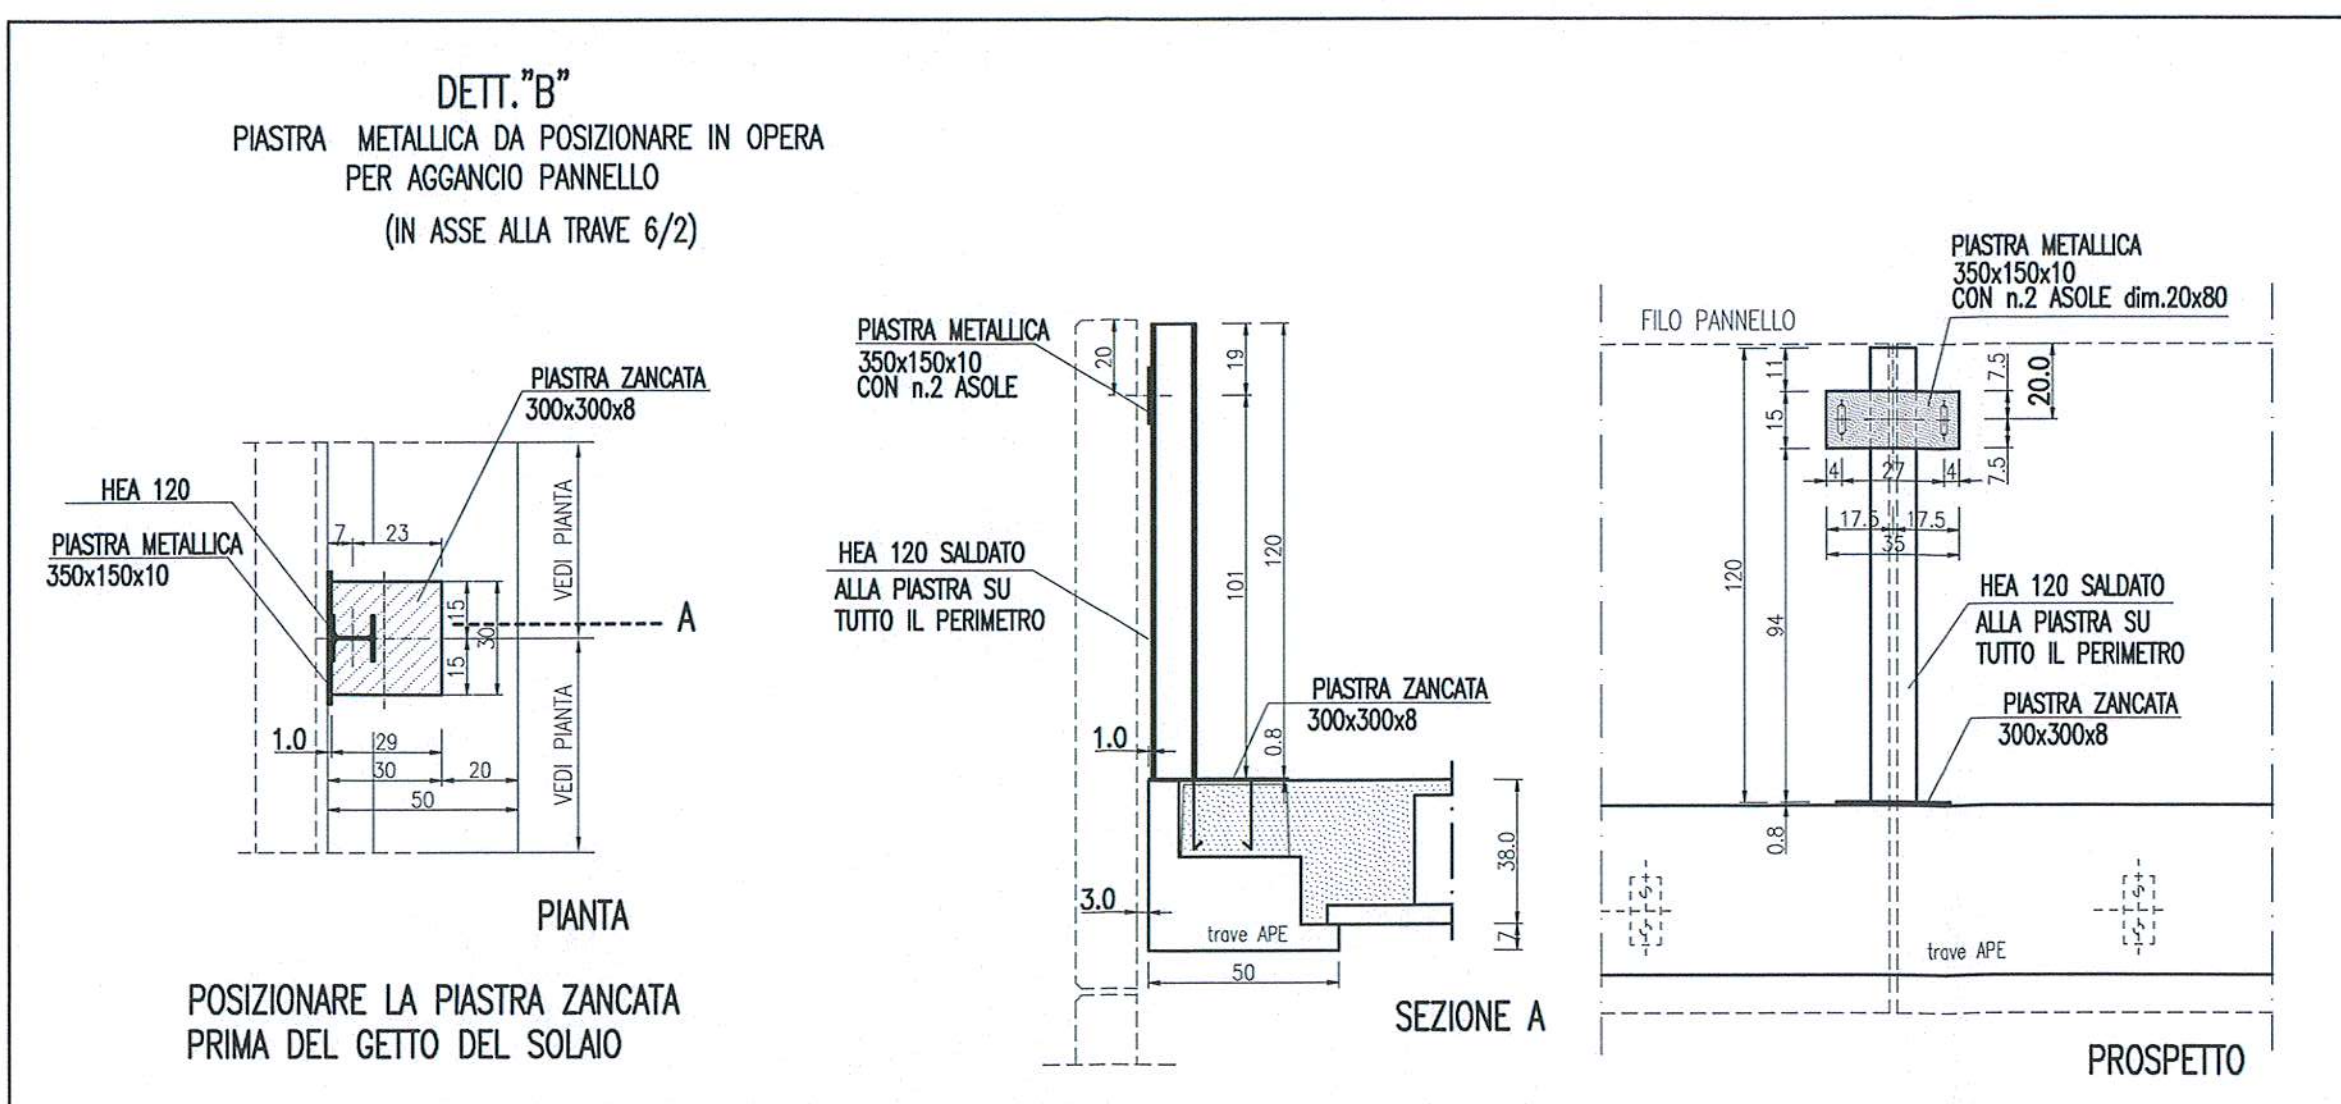 DETT."B"
PIASTRA METALLICA DA POSIZIONARE IN OPERA
PER AGGANCIO PANNELLO
(IN ASSE ALLA TRAVE 6/2)
PIASTRA ZANCATA
300x300x8
HEA 120
PIASTRA METALLICA
350x150x10
7
23
15
15
30
VEDI PIANTA
VEDI PIANTA
A
1.0
29
30
20
50
PIANTA
POSIZIONARE LA PIASTRA ZANCATA
PRIMA DEL GETTO DEL SOLAIO
PIASTRA METALLICA
350x150x10
CON n.2 ASOLE
20
19
120
101
HEA 120 SALDATO
ALLA PIASTRA SU
TUTTO IL PERIMETRO
PIASTRA ZANCATA
300x300x8
1.0
0.8
3.0
38.0
7
trave APE
50
SEZIONE A
PIASTRA METALLICA
350x150x10
CON n.2 ASOLE dim.20x80
FILO PANNELLO
11
15
7.5
20.0
7.5
4
27
4
17.5
17.5
35
120
94
HEA 120 SALDATO
ALLA PIASTRA SU
TUTTO IL PERIMETRO
PIASTRA ZANCATA
300x300x8
0.8
trave APE
PROSPETTO